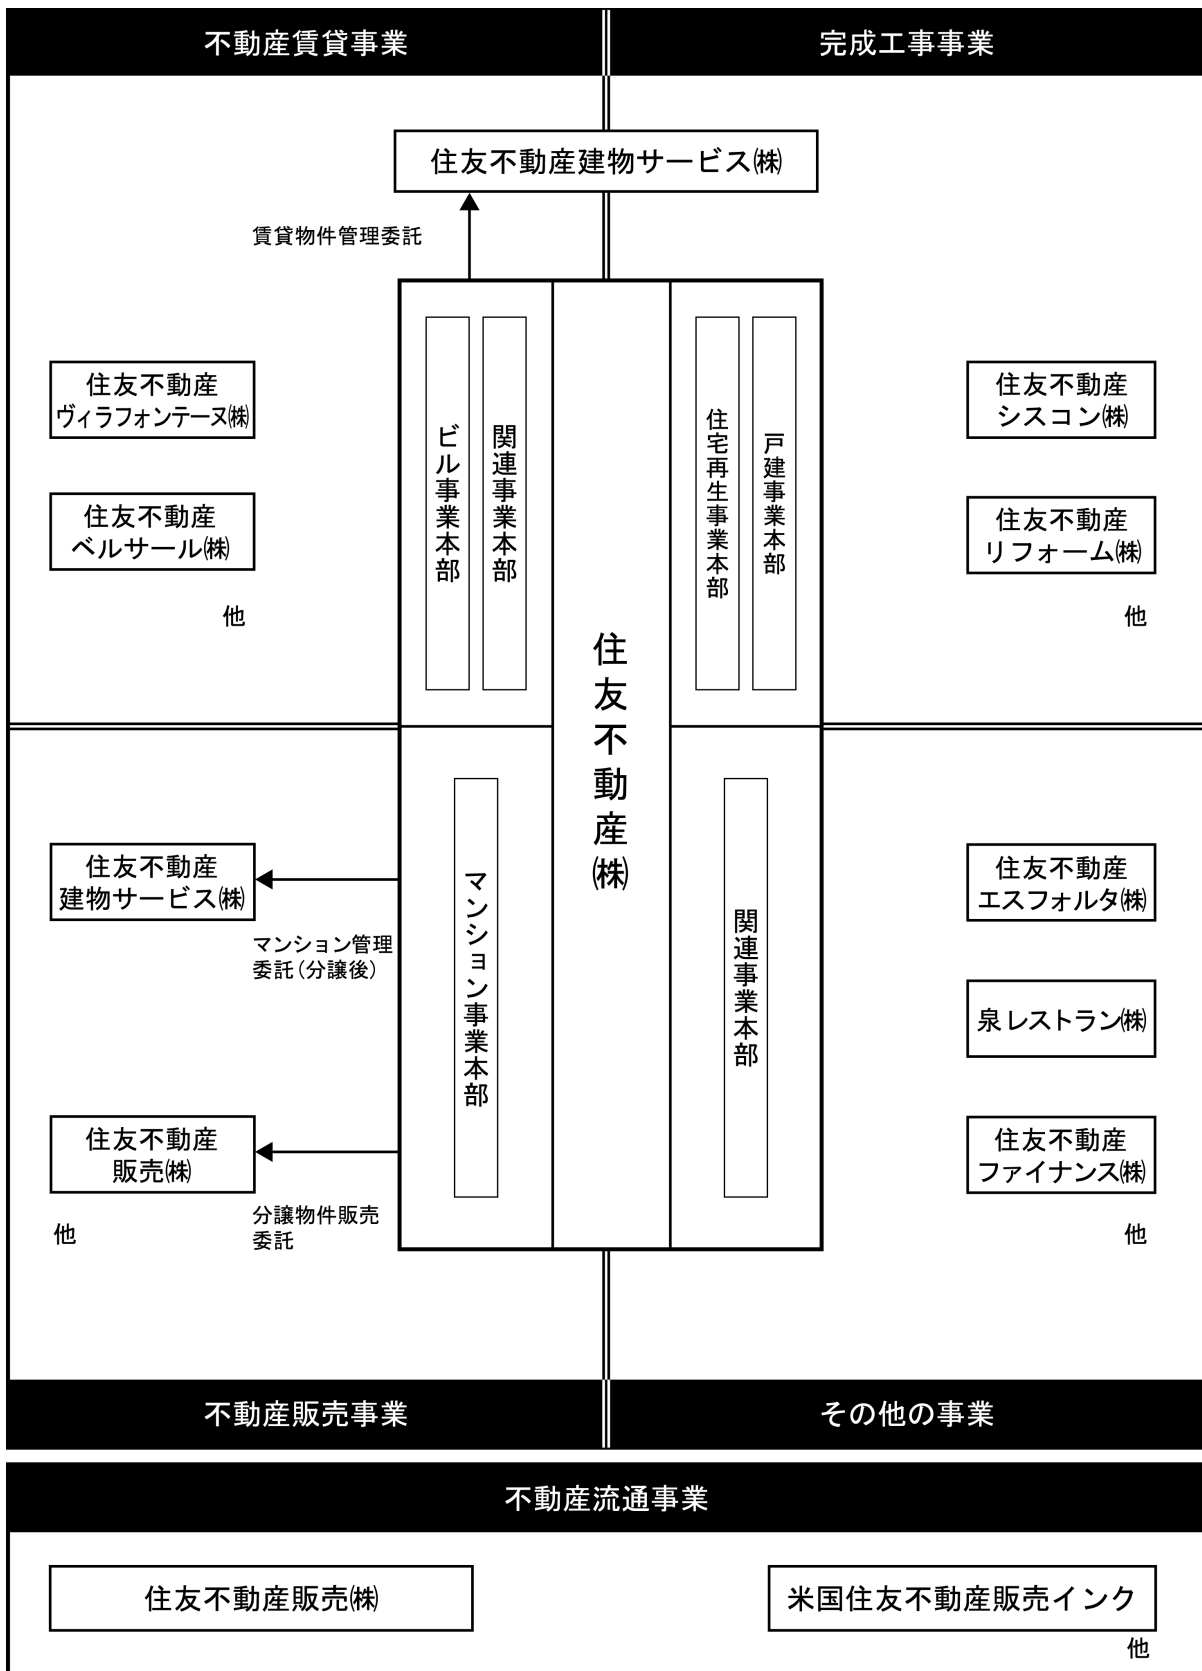 不動産賃貸事業
完成工事事業
住友不動産建物サービス㈱
賃貸物件管理委託
住友不動産
ヴィラフォンテーヌ㈱
住友不動産
ベルサール㈱
他
ビル事業本部
関連事業本部
住友不動産㈱
住宅再生事業本部
戸建事業本部
住友不動産
シスコン㈱
住友不動産
リフォーム㈱
他
住友不動産
建物サービス㈱
マンション管理
委託（分譲後）
住友不動産
販売㈱
他
分譲物件販売
委託
マンション事業本部
関連事業本部
住友不動産
エスフォルタ㈱
泉レストラン㈱
住友不動産
ファイナンス㈱
他
不動産販売事業
その他の事業
不動産流通事業
住友不動産販売㈱
米国住友不動産販売インク
他